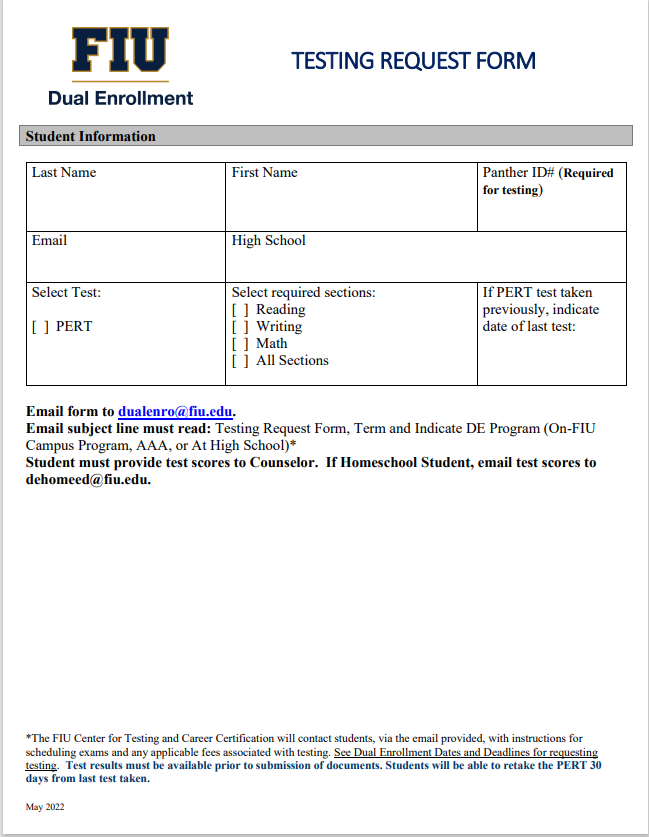 FIU
Dual Enrollment
TESTING REQUEST FORM
Student Information
Last Name
First Name
Panther ID# (Required
for testing)
Email
High School
Select Test:
[ ] PERT
Select required sections:
[ ] Reading
[ ] Writing
[ ] Math
[ ] All Sections
If PERT test taken
previously, indicate
date of last test:
Email form to dualenro@fiu.edu.
Email subject line must read: Testing Request Form, Term and Indicate DE Program (On-FIU
Campus Program, AAA, or At High School)*
Student must provide test scores to Counselor. If Homeschool Student, email test scores to
dehomeed@fiu.edu.
*The FIU Center for Testing and Career Certification will contact students, via the email provided, with instructions for
scheduling exams and any applicable fees associated with testing. See Dual Enrollment Dates and Deadlines for requesting
testing. Test results must be available prior to submission of documents. Students will be able to retake the PERT 30
days from last test taken.
May 2022